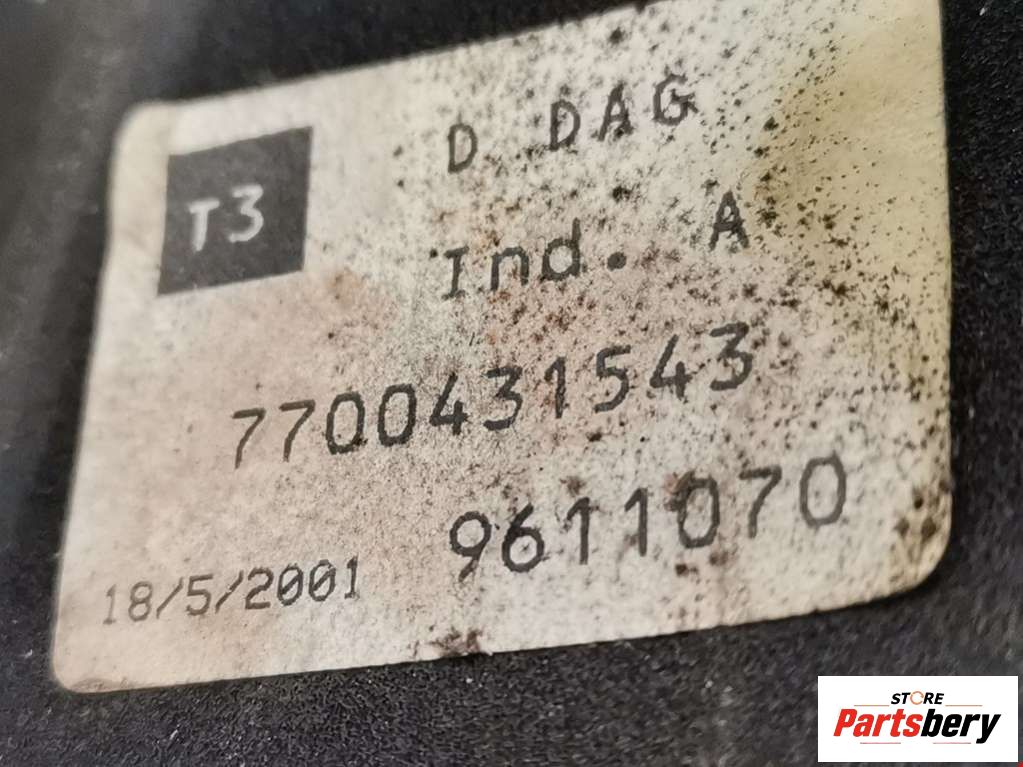 T3
D DAG
Ind. A
7700431543
9611070
18/5/2001
STORE
Partsbery